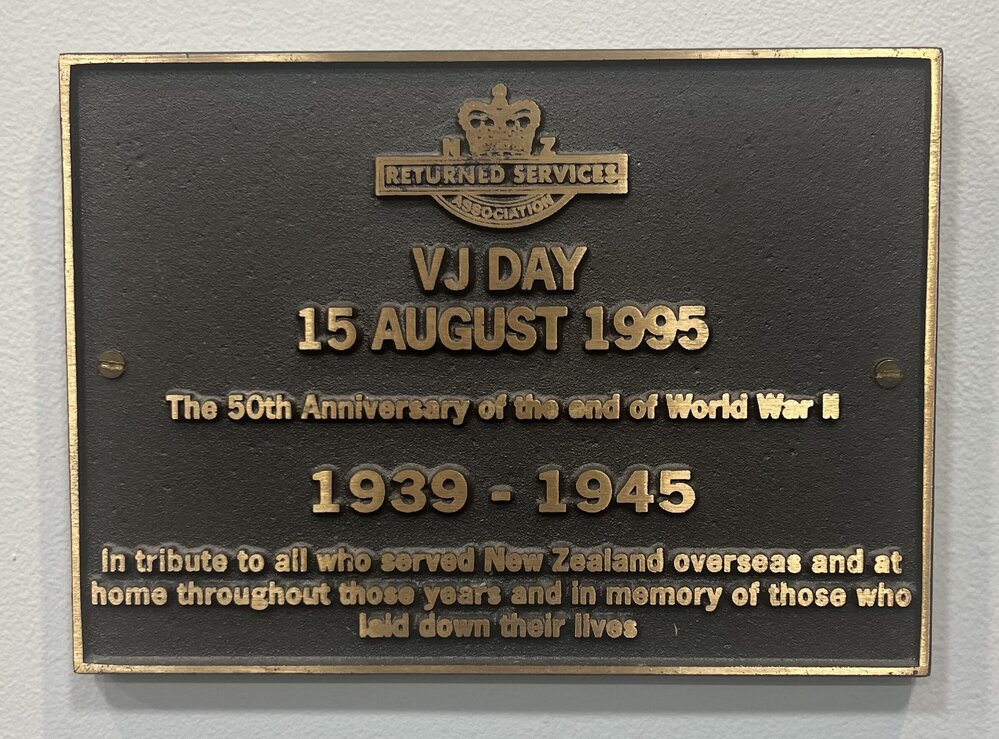 N Z
RETURNED SERVICES
ASSOCIATION
VJ DAY
15 AUGUST 1995
The 50th Anniversary of the end of World War II
1939 - 1945
In tribute to all who served New Zealand overseas and at
home throughout those years and in memory of those who
laid down their lives